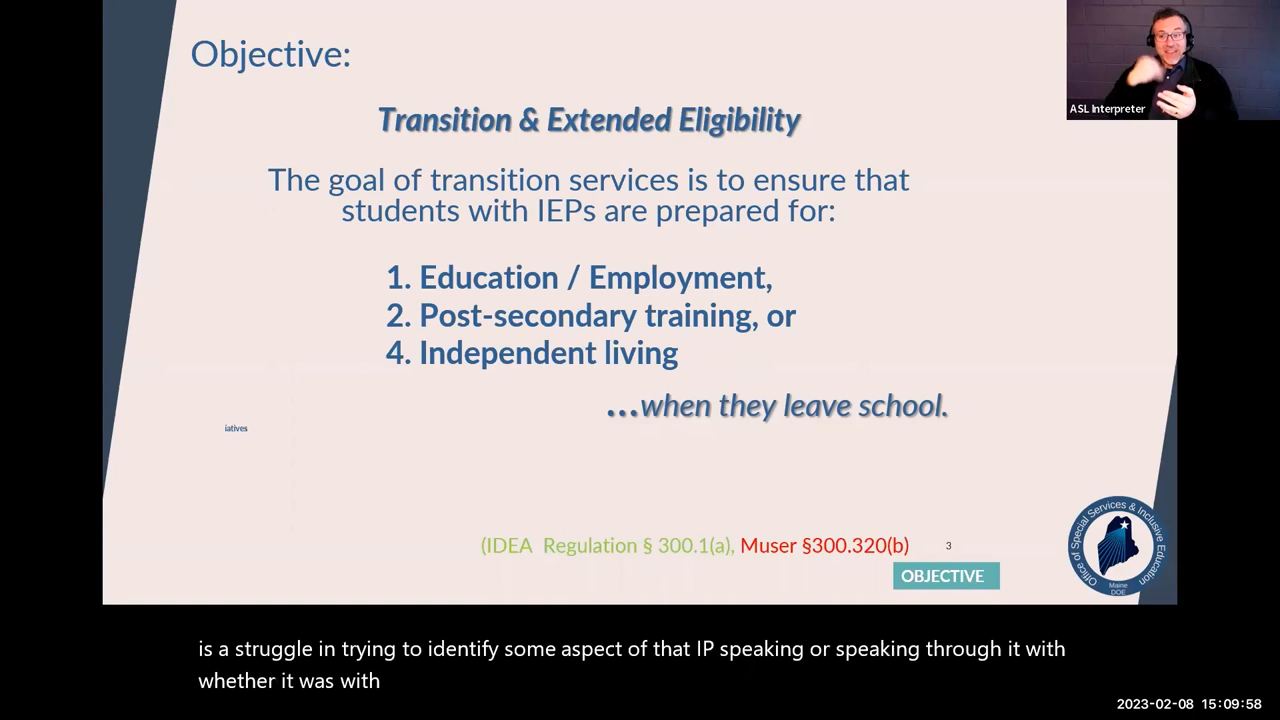 Objective:
ASL Interpreter
Transition & Extended Eligibility
The goal of transition services is to ensure that
students with IEPs are prepared for:
1. Education / Employment,
2. Post-secondary training, or
4. Independent living
...when they leave school.
iatives
(IDEA Regulation § 300.1(a), Muser §300.320(b)
3
OBJECTIVE
Office of Special Services & Inclusive Education
Maine
DOE
is a struggle in trying to identify some aspect of that IP speaking or speaking through it with
whether it was with
2023-02-08 15:09:58